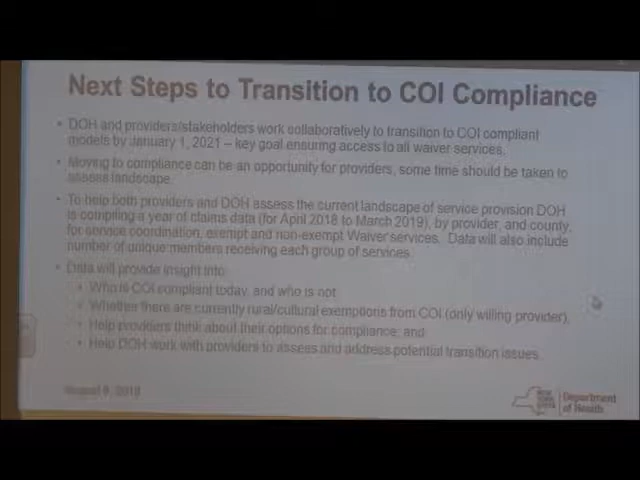 Next Steps to Transition to COI Compliance
• DOH and providers/stakeholders work collaboratively to transition to COI compliant
models by January 1, 2021 – key goal ensuring access to all waiver services.
• Moving to compliance can be an opportunity for providers, some time should be taken to
assess landscape.
• To help both providers and DOH assess the current landscape of service provision DOH
is compiling a year of claims data (for April 2018 to March 2019), by provider, and county,
for service coordination, exempt and non-exempt Waiver services. Data will also include
number of unique members receiving each group of services.
• Data will provide insight into:
• Who is COI compliant today, and who is not
• Whether there are currently rural/cultural exemptions from COI (only willing provider),
• Help providers think about their options for compliance, and
• Help DOH work with providers to assees and address potential transition issues
August 9, 2019
NEW
YORK
STATE
Department
of Health